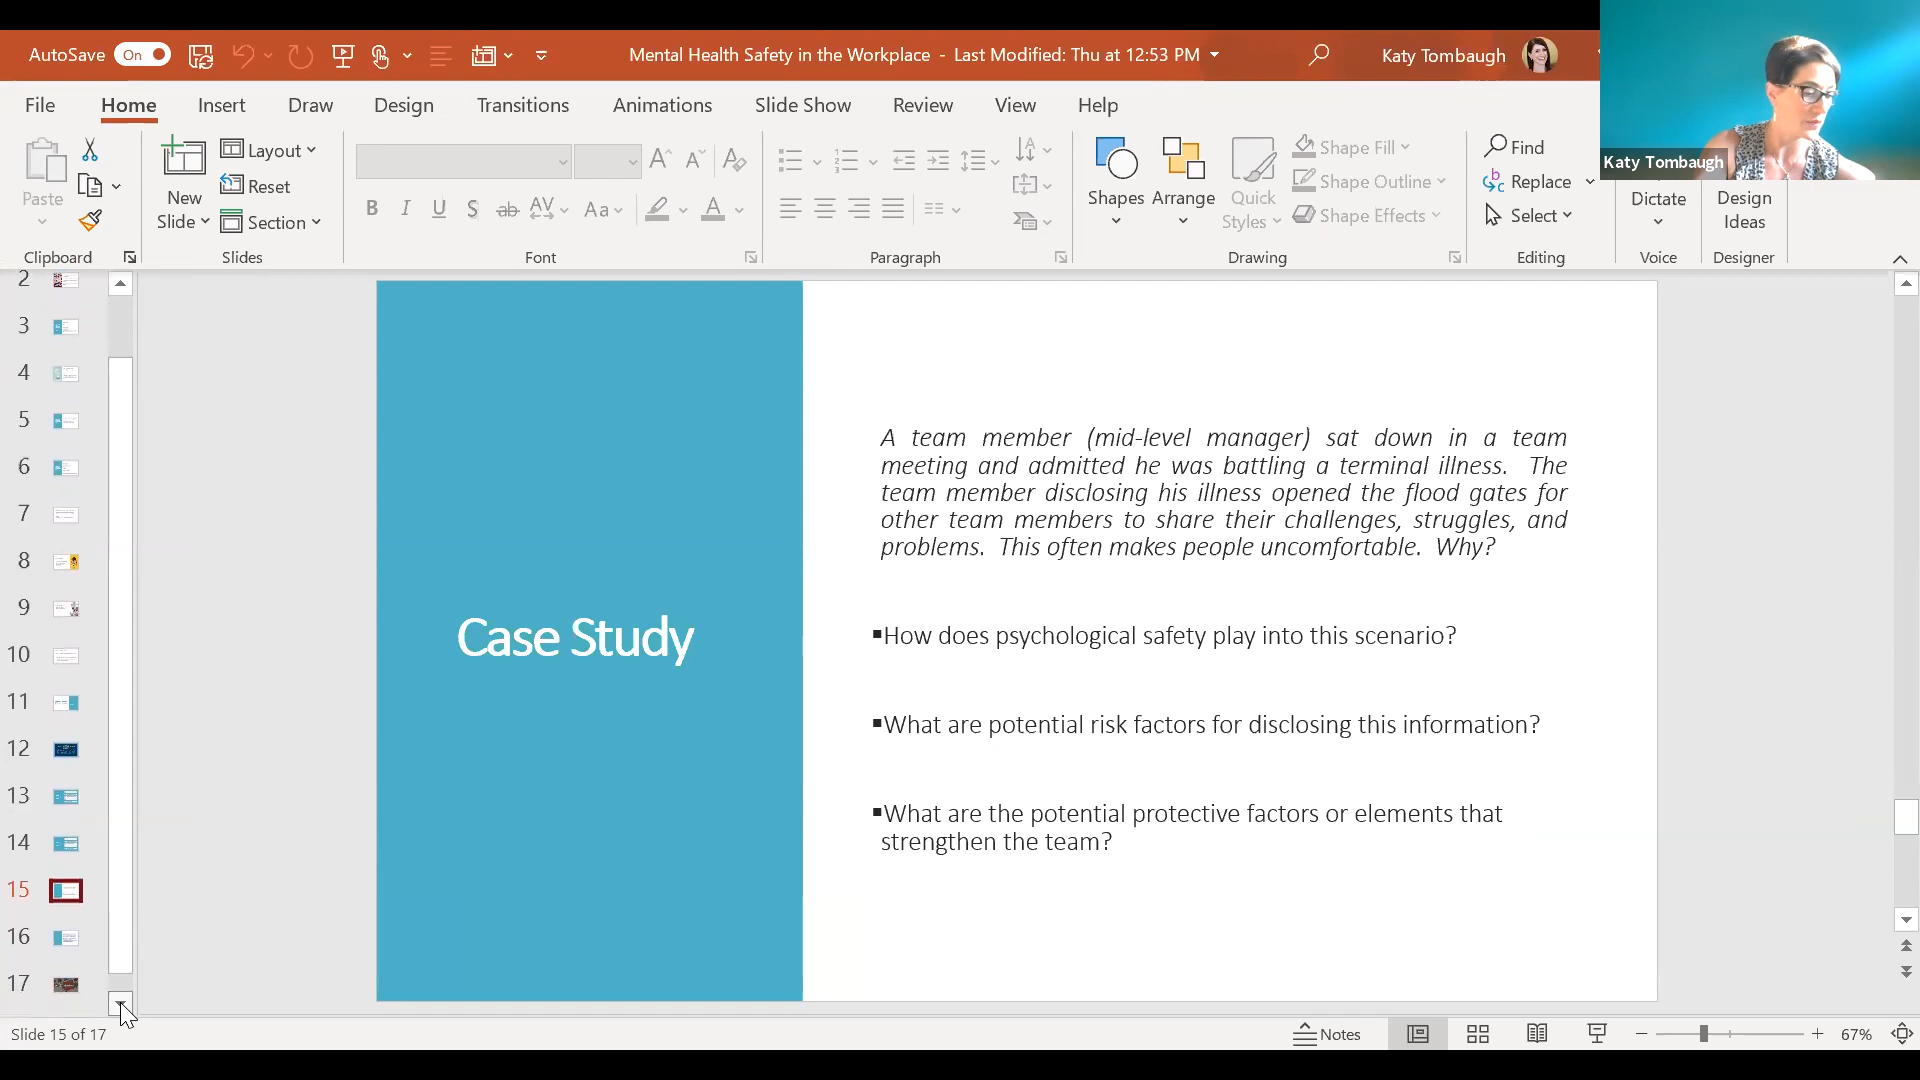 AutoSave On Mental Health Safety in the Workplace - Last Modified: Thu at 12:53 PM Katy Tombaugh
File Home Insert Draw Design Transitions Animations Slide Show Review View Help
Paste
New Slide
Layout
Reset
Section
B I U S ab AV Aa A
Shapes
Arrange
Quick Styles
Shape Fill
Shape Outline
Shape Effects
Find
Replace
Select
Dictate
Design Ideas
Katy Tombaugh
Clipboard Slides Font Paragraph Drawing Editing Voice Designer
2
3
4
5
6
7
8
9
10
11
12
13
14
15
16
17
Case Study
A team member (mid-level manager) sat down in a team
meeting and admitted he was battling a terminal illness. The
team member disclosing his illness opened the flood gates for
other team members to share their challenges, struggles, and
problems. This often makes people uncomfortable. Why?
▪How does psychological safety play into this scenario?
▪What are potential risk factors for disclosing this information?
▪What are the potential protective factors or elements that
strengthen the team?
Slide 15 of 17 Notes 67%